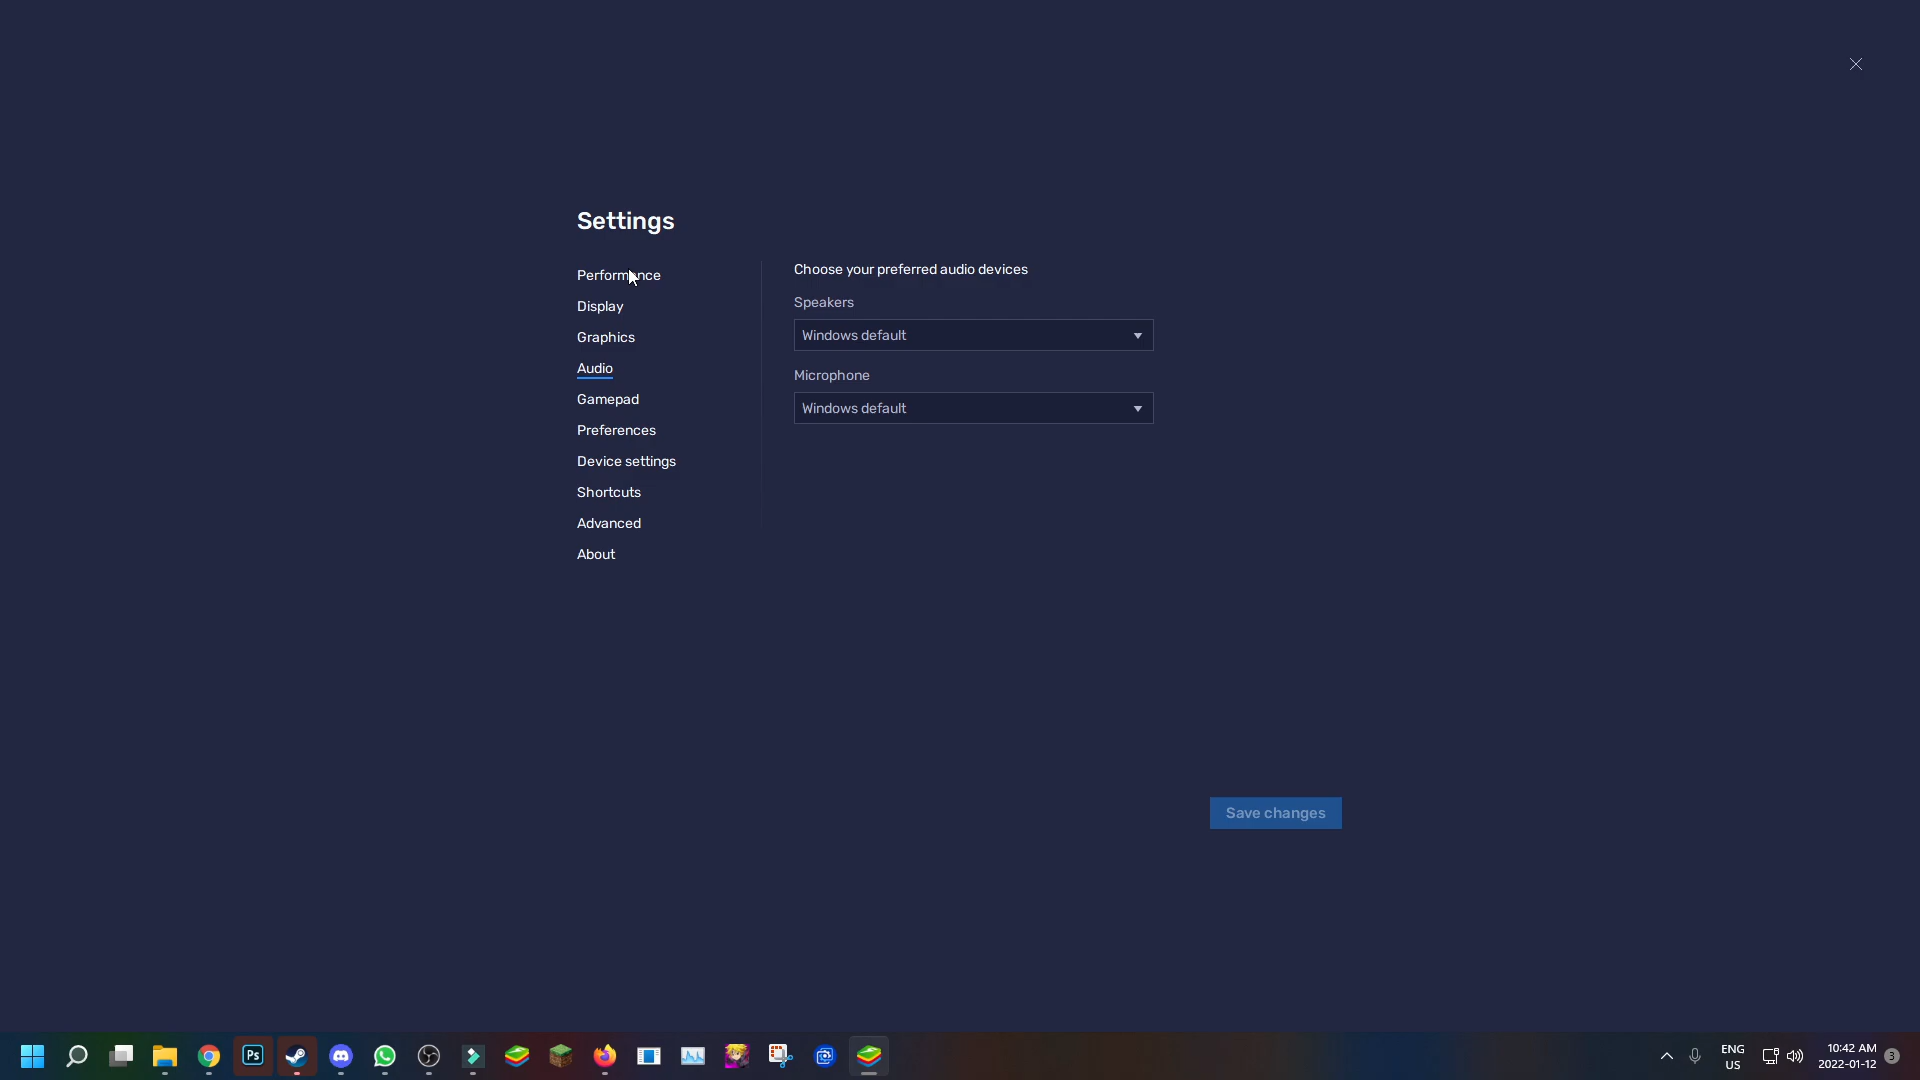 Settings
Performance
Display
Graphics
Audio
Gamepad
Preferences
Device settings
Shortcuts
Advanced
About
Choose your preferred audio devices
Speakers
Windows default
Microphone
Windows default
Save changes
Ps
ENG
US
10:42 AM
2022-01-12
3